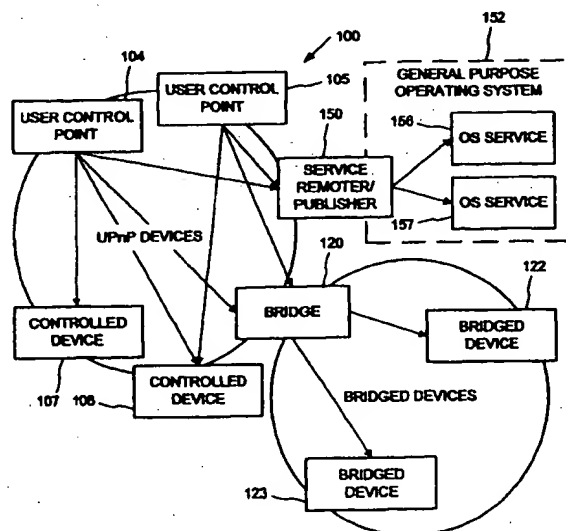 100
152
104
105
USER CONTROL
POINT
GENERAL PURPOSE
OPERATING SYSTEM
USER CONTROL
POINT
150
156
OS SERVICE
SERVICE
REMOTER/
PUBLISHER
OS SERVICE
157
UPnP DEVICES
120
122
BRIDGE
BRIDGED
DEVICE
CONTROLLED
DEVICE
107
CONTROLLED
DEVICE
108
BRIDGED DEVICES
BRIDGED
DEVICE
123